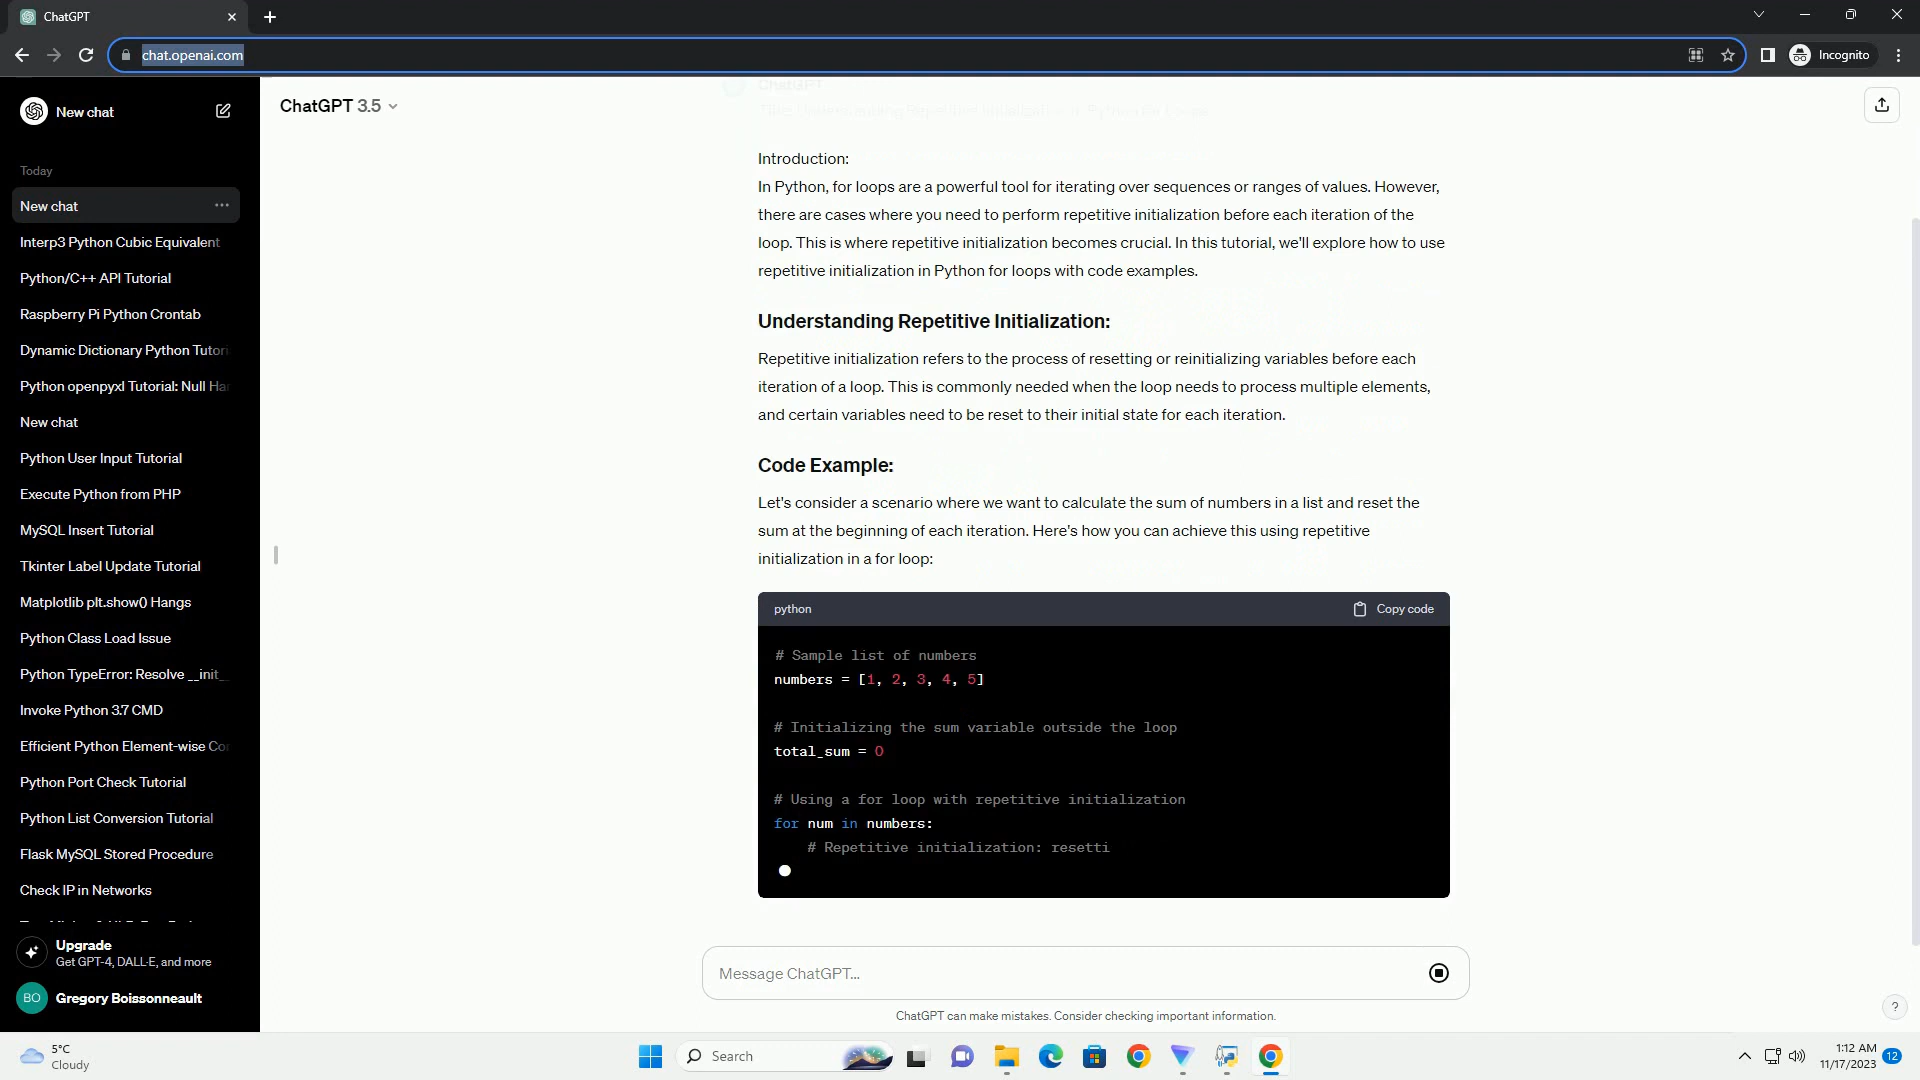 ChatGPT
chat.openai.com
Incognito
New chat
Today
New chat
Interp3 Python Cubic Equivalent
Python/C++ API Tutorial
Raspberry Pi Python Crontab
Dynamic Dictionary Python Tutori
Python openpyxl Tutorial: Null Han
New chat
Python User Input Tutorial
Execute Python from PHP
MySQL Insert Tutorial
Tkinter Label Update Tutorial
Matplotlib plt.show() Hangs
Python Class Load Issue
Python TypeError: Resolve __init__
Invoke Python 3.7 CMD
Efficient Python Element-wise Co
Python Port Check Tutorial
Python List Conversion Tutorial
Flask MySQL Stored Procedure
Check IP in Networks
Upgrade
Get GPT-4, DALL·E, and more
BO
Gregory Boissonneault
ChatGPT 3.5
ChatGPT
Introduction:
In Python, for loops are a powerful tool for iterating over sequences or ranges of values. However,
there are cases where you need to perform repetitive initialization before each iteration of the
loop. This is where repetitive initialization becomes crucial. In this tutorial, we'll explore how to use
repetitive initialization in Python for loops with code examples.
Understanding Repetitive Initialization:
Repetitive initialization refers to the process of resetting or reinitializing variables before each
iteration of a loop. This is commonly needed when the loop needs to process multiple elements,
and certain variables need to be reset to their initial state for each iteration.
Code Example:
Let's consider a scenario where we want to calculate the sum of numbers in a list and reset the
sum at the beginning of each iteration. Here's how you can achieve this using repetitive
initialization in a for loop:
python
Copy code
# Sample list of numbers
numbers = [1, 2, 3, 4, 5]
# Initializing the sum variable outside the loop
total_sum = 0
# Using a for loop with repetitive initialization
for num in numbers:
# Repetitive initialization: resetti
Message ChatGPT...
ChatGPT can make mistakes. Consider checking important information.
?
5°C
Cloudy
Search
1:12 AM
11/17/2023
12